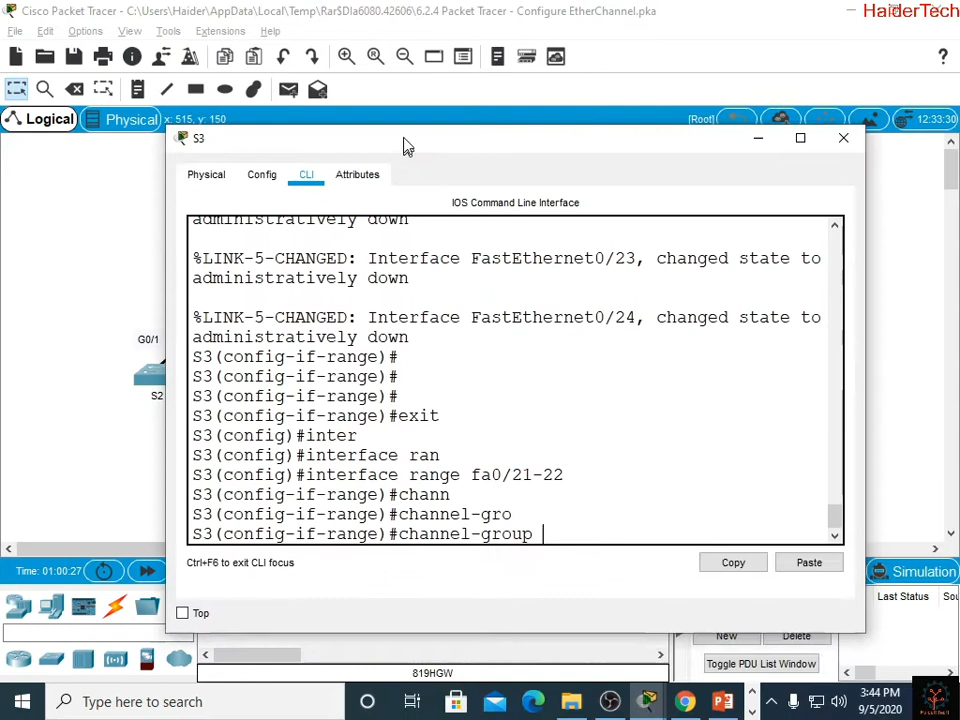 Cisco Packet Tracer - C:\Users\Haider\AppData\Local\Temp\Rar$DIa6080.42606\6.2.4 Packet Tracer - Configure EtherChannel.pka
HaiderTech
File Edit Options View Tools Extensions Help
?
Logical Physical x: 515, y: 150 [Root] 12:33:30
S3
Physical Config CLI Attributes
IOS Command Line Interface
administratively down
%LINK-5-CHANGED: Interface FastEthernet0/23, changed state to
administratively down
%LINK-5-CHANGED: Interface FastEthernet0/24, changed state to
administratively down
S3(config-if-range)#
S3(config-if-range)#
S3(config-if-range)#
S3(config-if-range)#exit
S3(config)#inter
S3(config)#interface ran
S3(config)#interface range fa0/21-22
S3(config-if-range)#chann
S3(config-if-range)#channel-gro
S3(config-if-range)#channel-group
G0/1
S2
Ctrl+F6 to exit CLI focus
Copy Paste
Top
Time: 01:00:27
Simulation
Last Status Sou
New Delete
Toggle PDU List Window
819HGW
Type here to search
3:44 PM
9/5/2020